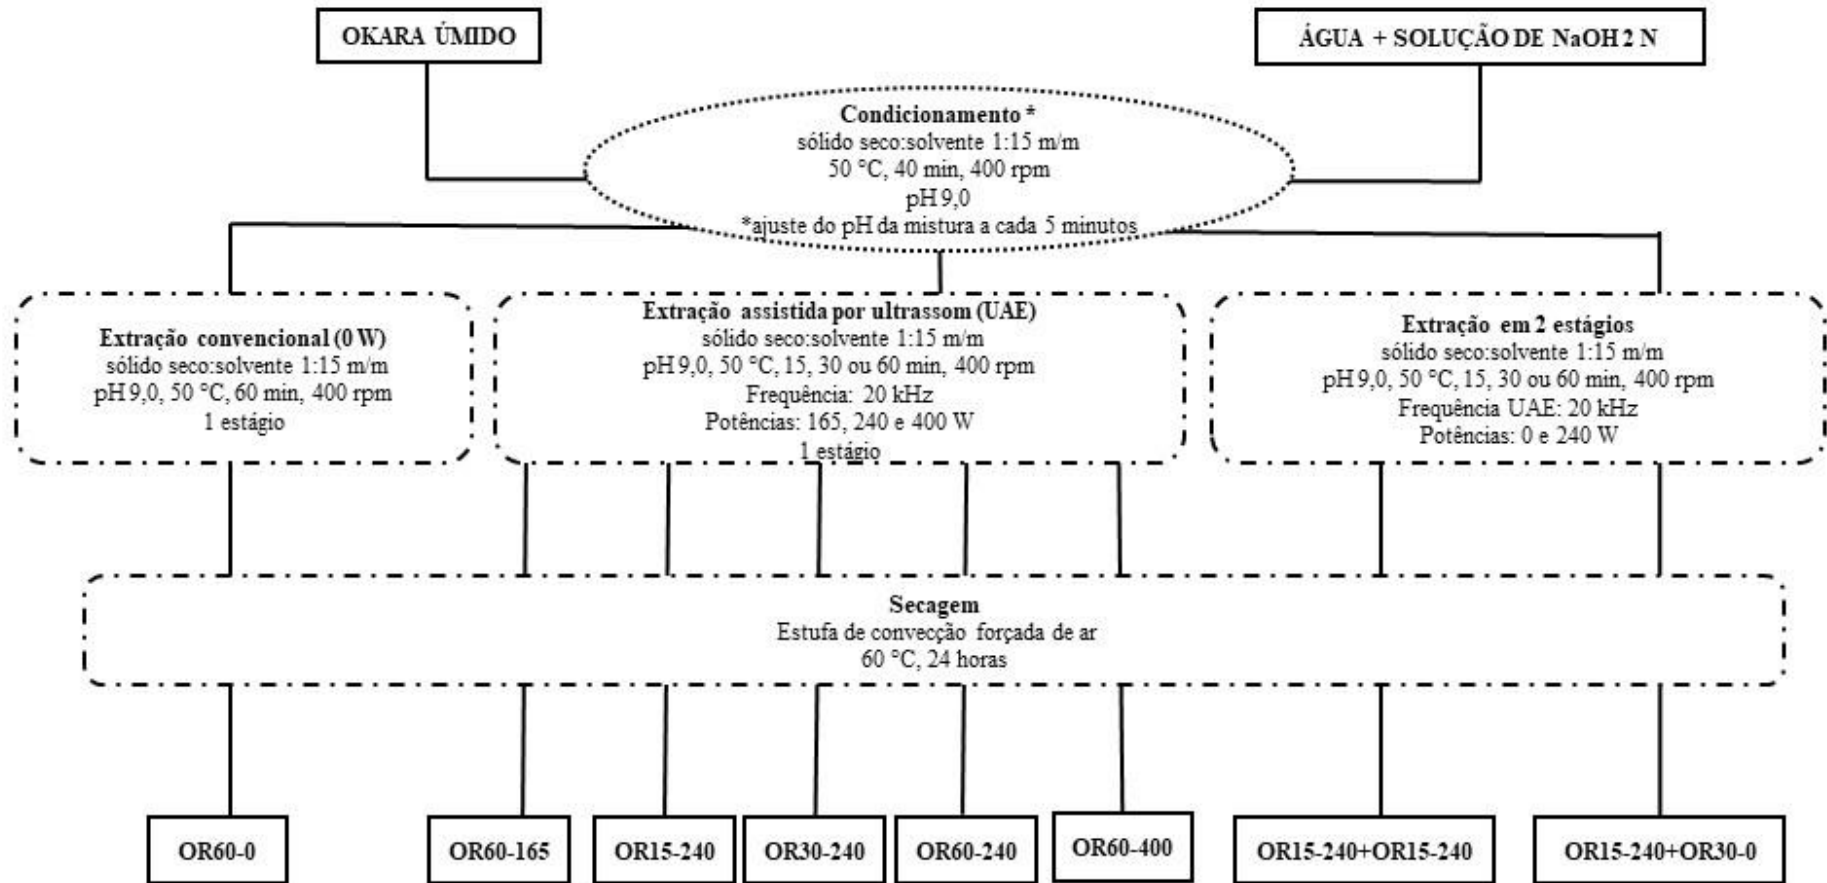 OKARA ÚMIDO
ÁGUA + SOLUÇÃO DE NaOH 2 N
Condicionamento *
sólido seco:solvente 1:15 m/m
50 °C, 40 min, 400 rpm
pH 9,0
*ajuste do pH da mistura a cada 5 minutos
Extração convencional (0 W)
sólido seco:solvente 1:15 m/m
pH 9,0, 50 °C, 60 min, 400 rpm
1 estágio
Extração assistida por ultrassom (UAE)
sólido seco:solvente 1:15 m/m
pH 9,0, 50 °C, 15, 30 ou 60 min, 400 rpm
Frequência: 20 kHz
Potências: 165, 240 e 400 W
1 estágio
Extração em 2 estágios
sólido seco:solvente 1:15 m/m
pH 9,0, 50 °C, 15, 30 ou 60 min, 400 rpm
Frequência UAE: 20 kHz
Potências: 0 e 240 W
Secagem
Estufa de convecção forçada de ar
60 °C, 24 horas
OR60-0
OR60-165
OR15-240
OR30-240
OR60-240
OR60-400
OR15-240+OR15-240
OR15-240+OR30-0